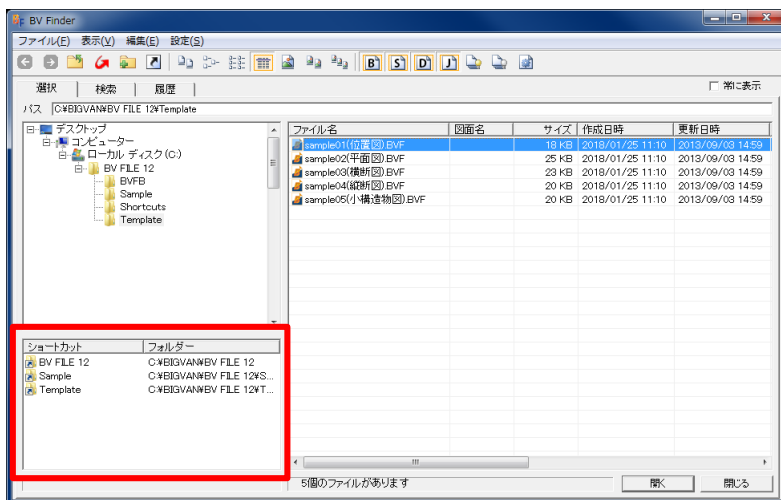 BV Finder
ファイル(F) 表示(V) 編集(E) 設定(S)
B S D J
選択 検索 履歴 常に表示
パス C:¥BIGVAN¥BV FILE 12¥Template
デスクトップ
コンピューター
ローカル ディスク (C:)
BV FILE 12
BVFB
Sample
Shortcuts
Template
ファイル名 図面名 サイズ 作成日時 更新日時
sample01(位置図).BVF 18 KB 2018/01/25 11:10 2013/09/03 14:59
sample02(平面図).BVF 25 KB 2018/01/25 11:10 2013/09/03 14:59
sample03(横断図).BVF 23 KB 2018/01/25 11:10 2013/09/03 14:59
sample04(縦断図).BVF 20 KB 2018/01/25 11:10 2013/09/03 14:59
sample05(小構造物図).BVF 20 KB 2018/01/25 11:10 2013/09/03 14:59
ショートカット フォルダー
BV FILE 12 C:¥BIGVAN¥BV FILE 12
Sample C:¥BIGVAN¥BV FILE 12¥S...
Template C:¥BIGVAN¥BV FILE 12¥T...
5個のファイルがあります 開く 閉じる